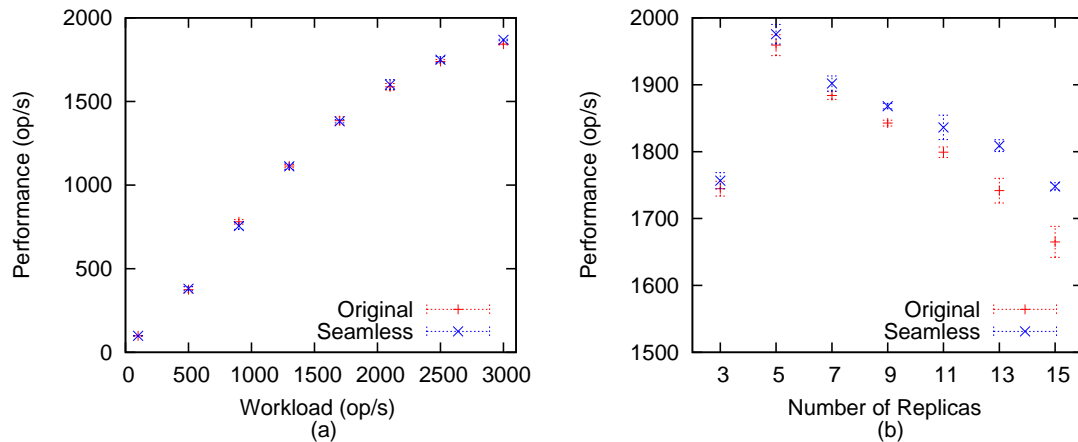 2000
1500
1000
500
0
Performance (op/s)
0 500 1000 1500 2000 2500 3000
Workload (op/s)
(a)
Original
Seamless
2000
1900
1800
1700
1600
1500
Performance (op/s)
3 5 7 9 11 13 15
Number of Replicas
(b)
Original
Seamless